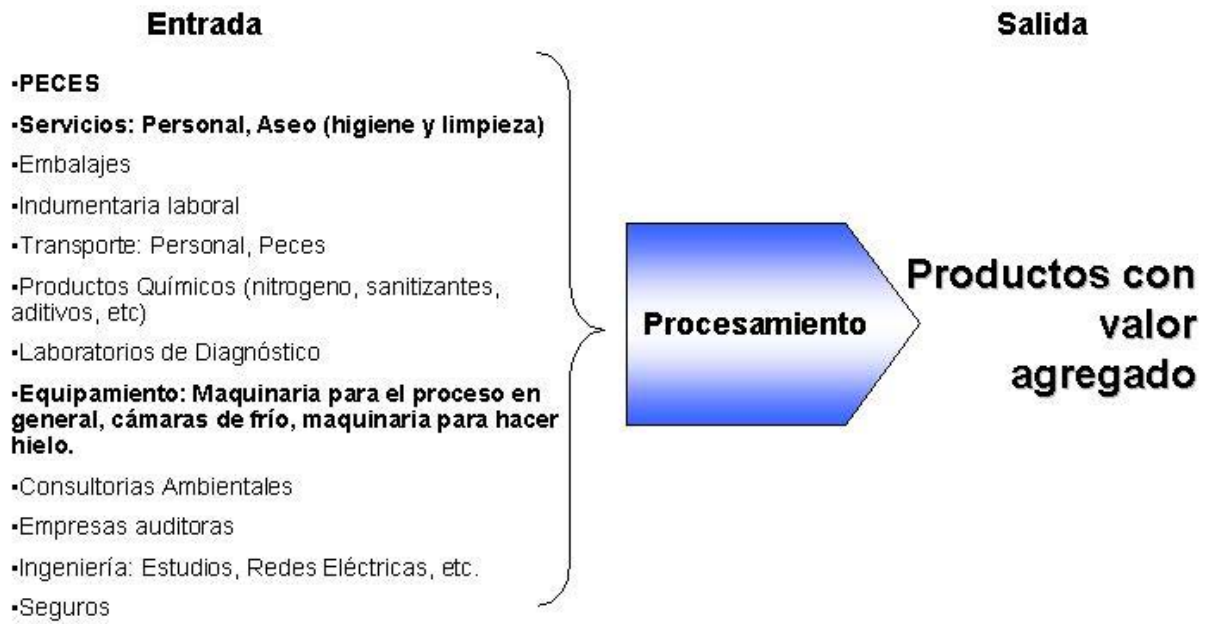 Entrada
Salida
▪PECES
▪Servicios: Personal, Aseo (higiene y limpieza)
▪Embalajes
▪Indumentaria laboral
▪Transporte: Personal, Peces
▪Productos Químicos (nitrogeno, sanitizantes,
aditivos, etc)
▪Laboratorios de Diagnóstico
▪Equipamiento: Maquinaria para el proceso en
general, cámaras de frío, maquinaria para hacer
hielo.
▪Consultorias Ambientales
▪Empresas auditoras
▪Ingeniería: Estudios, Redes Eléctricas, etc.
▪Seguros
Procesamiento
Productos con
valor
agregado